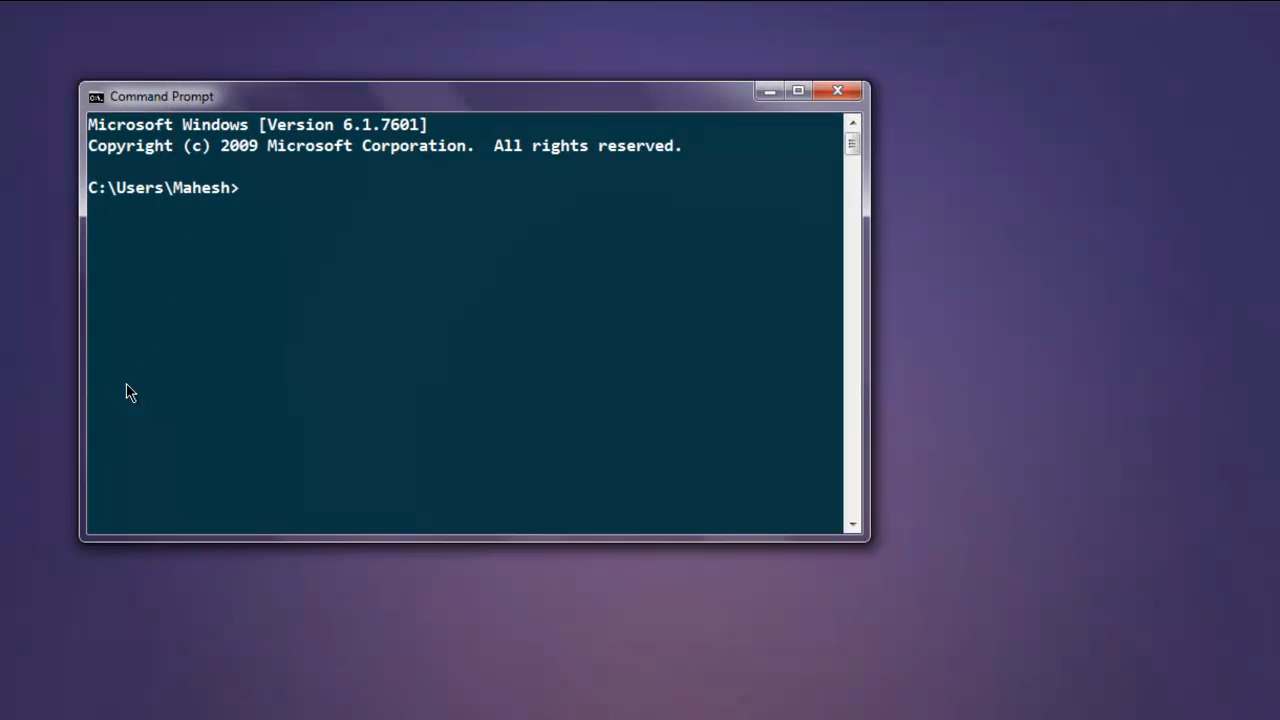 Command Prompt
Microsoft Windows [Version 6.1.7601]
Copyright (c) 2009 Microsoft Corporation.  All rights reserved.
C:\Users\Mahesh>